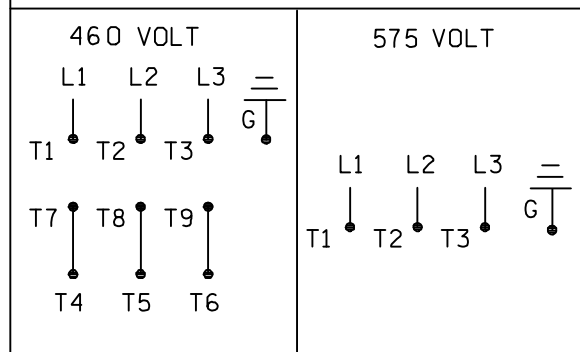 460 VOLT
L1 L2 L3
G
T1 T2 T3
T7 T8 T9
T4 T5 T6
575 VOLT
L1 L2 L3
G
T1 T2 T3